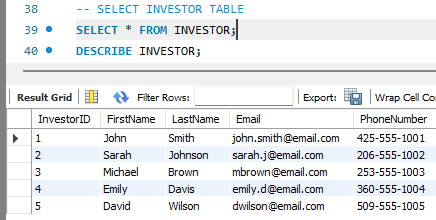 38 -- SELECT INVESTOR TABLE
39 SELECT * FROM INVESTOR;
40 DESCRIBE INVESTOR;
Result Grid Filter Rows: Export: Wrap Cell Co
InvestorID FirstName LastName Email PhoneNumber
1 John Smith john.smith@email.com 425-555-1001
2 Sarah Johnson sarah.j@email.com 206-555-1002
3 Michael Brown mbrown@email.com 253-555-1003
4 Emily Davis emily.d@email.com 360-555-1004
5 David Wilson dwilson@email.com 509-555-1005